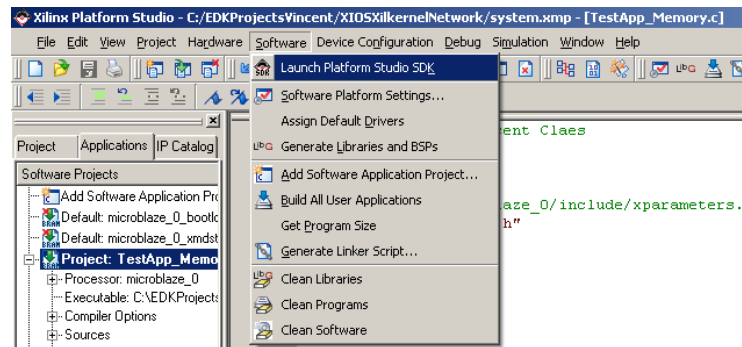 Xilinx Platform Studio - C:/EDKProjectsVincent/XIOSXilkernelNetwork/system.xmp - [TestApp_Memory.c]
File Edit View Project Hardware Software Device Configuration Debug Simulation Window Help
Launch Platform Studio SDK
Software Platform Settings...
Assign Default Drivers
Generate Libraries and BSPs
Add Software Application Project...
Build All User Applications
Get Program Size
Generate Linker Script...
Clean Libraries
Clean Programs
Clean Software
Project Applications IP Catalog
Software Projects
Add Software Application Pro
Default: microblaze_0_bootlo
Default: microblaze_0_xmdst
Project: TestApp_Memo
Processor: microblaze_0
Executable: C:\EDKProjects
Compiler Options
Sources
ent Claes
aze_0/include/xparameters.
h"